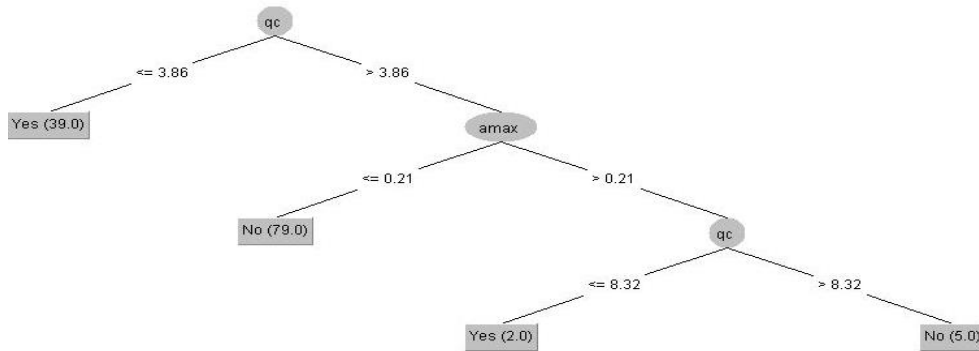 qc
<= 3.86 > 3.86
Yes (39.0) amax
<= 0.21 > 0.21
No (79.0) qc
<= 8.32 > 8.32
Yes (2.0) No (5.0)